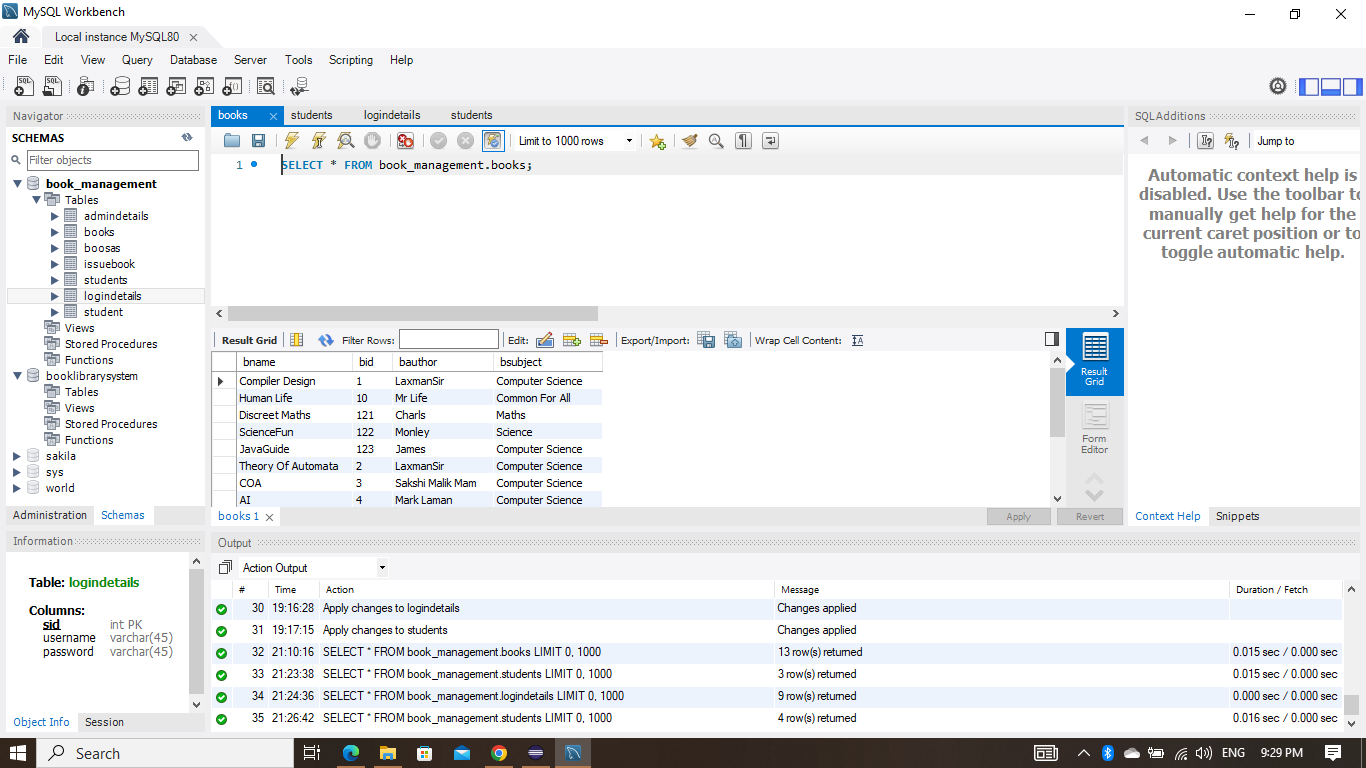 MySQL Workbench
Local instance MySQL80
File Edit View Query Database Server Tools Scripting Help
Navigator
SCHEMAS
Filter objects
book_management
Tables
admindetails
books
boosas
issuebook
students
logindetails
student
Views
Stored Procedures
Functions
booklibrarysystem
Tables
Views
Stored Procedures
Functions
sakila
sys
world
Administration Schemas
Information
Table: logindetails
Columns:
sid int PK
username varchar(45)
password varchar(45)
Object Info Session
books students logindetails students
Limit to 1000 rows
1 SELECT * FROM book_management.books;
Result Grid Filter Rows: Edit: Export/Import: Wrap Cell Content:
bname bid bauthor bsubject
Compiler Design 1 LaxmanSir Computer Science
Human Life 10 Mr Life Common For All
Discreet Maths 121 Charls Maths
ScienceFun 122 Monley Science
JavaGuide 123 James Computer Science
Theory Of Automata 2 LaxmanSir Computer Science
COA 3 Sakshi Malik Mam Computer Science
AI 4 Mark Laman Computer Science
Result
Grid
Form
Editor
books 1 Apply Revert
SQLAdditions
Jump to
Automatic context help is
disabled. Use the toolbar to
manually get help for the
current caret position or to
toggle automatic help.
Context Help Snippets
Output
Action Output
# Time Action Message Duration / Fetch
30 19:16:28 Apply changes to logindetails Changes applied
31 19:17:15 Apply changes to students Changes applied
32 21:10:16 SELECT * FROM book_management.books LIMIT 0, 1000 13 row(s) returned 0.015 sec / 0.000 sec
33 21:23:38 SELECT * FROM book_management.students LIMIT 0, 1000 3 row(s) returned 0.015 sec / 0.000 sec
34 21:24:36 SELECT * FROM book_management.logindetails LIMIT 0, 1000 9 row(s) returned 0.000 sec / 0.000 sec
35 21:26:42 SELECT * FROM book_management.students LIMIT 0, 1000 4 row(s) returned 0.016 sec / 0.000 sec
Search ENG 9:29 PM